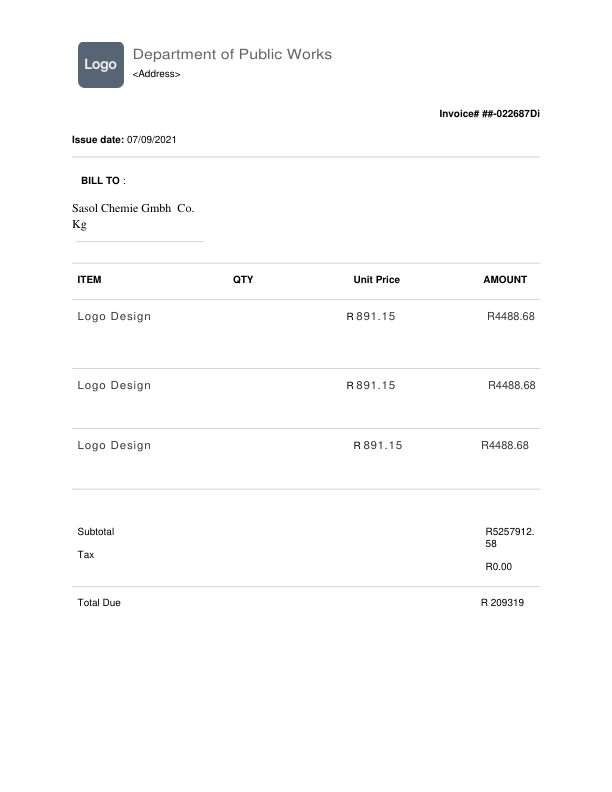 Logo
Department of Public Works
<Address>
Invoice# ##-022687Di
Issue date: 07/09/2021
BILL TO :
Sasol Chemie Gmbh Co.
Kg
ITEM QTY Unit Price AMOUNT
Logo Design R 891.15 R4488.68
Logo Design R 891.15 R4488.68
Logo Design R 891.15 R4488.68
Subtotal R5257912.
58
Tax
R0.00
Total Due R 209319